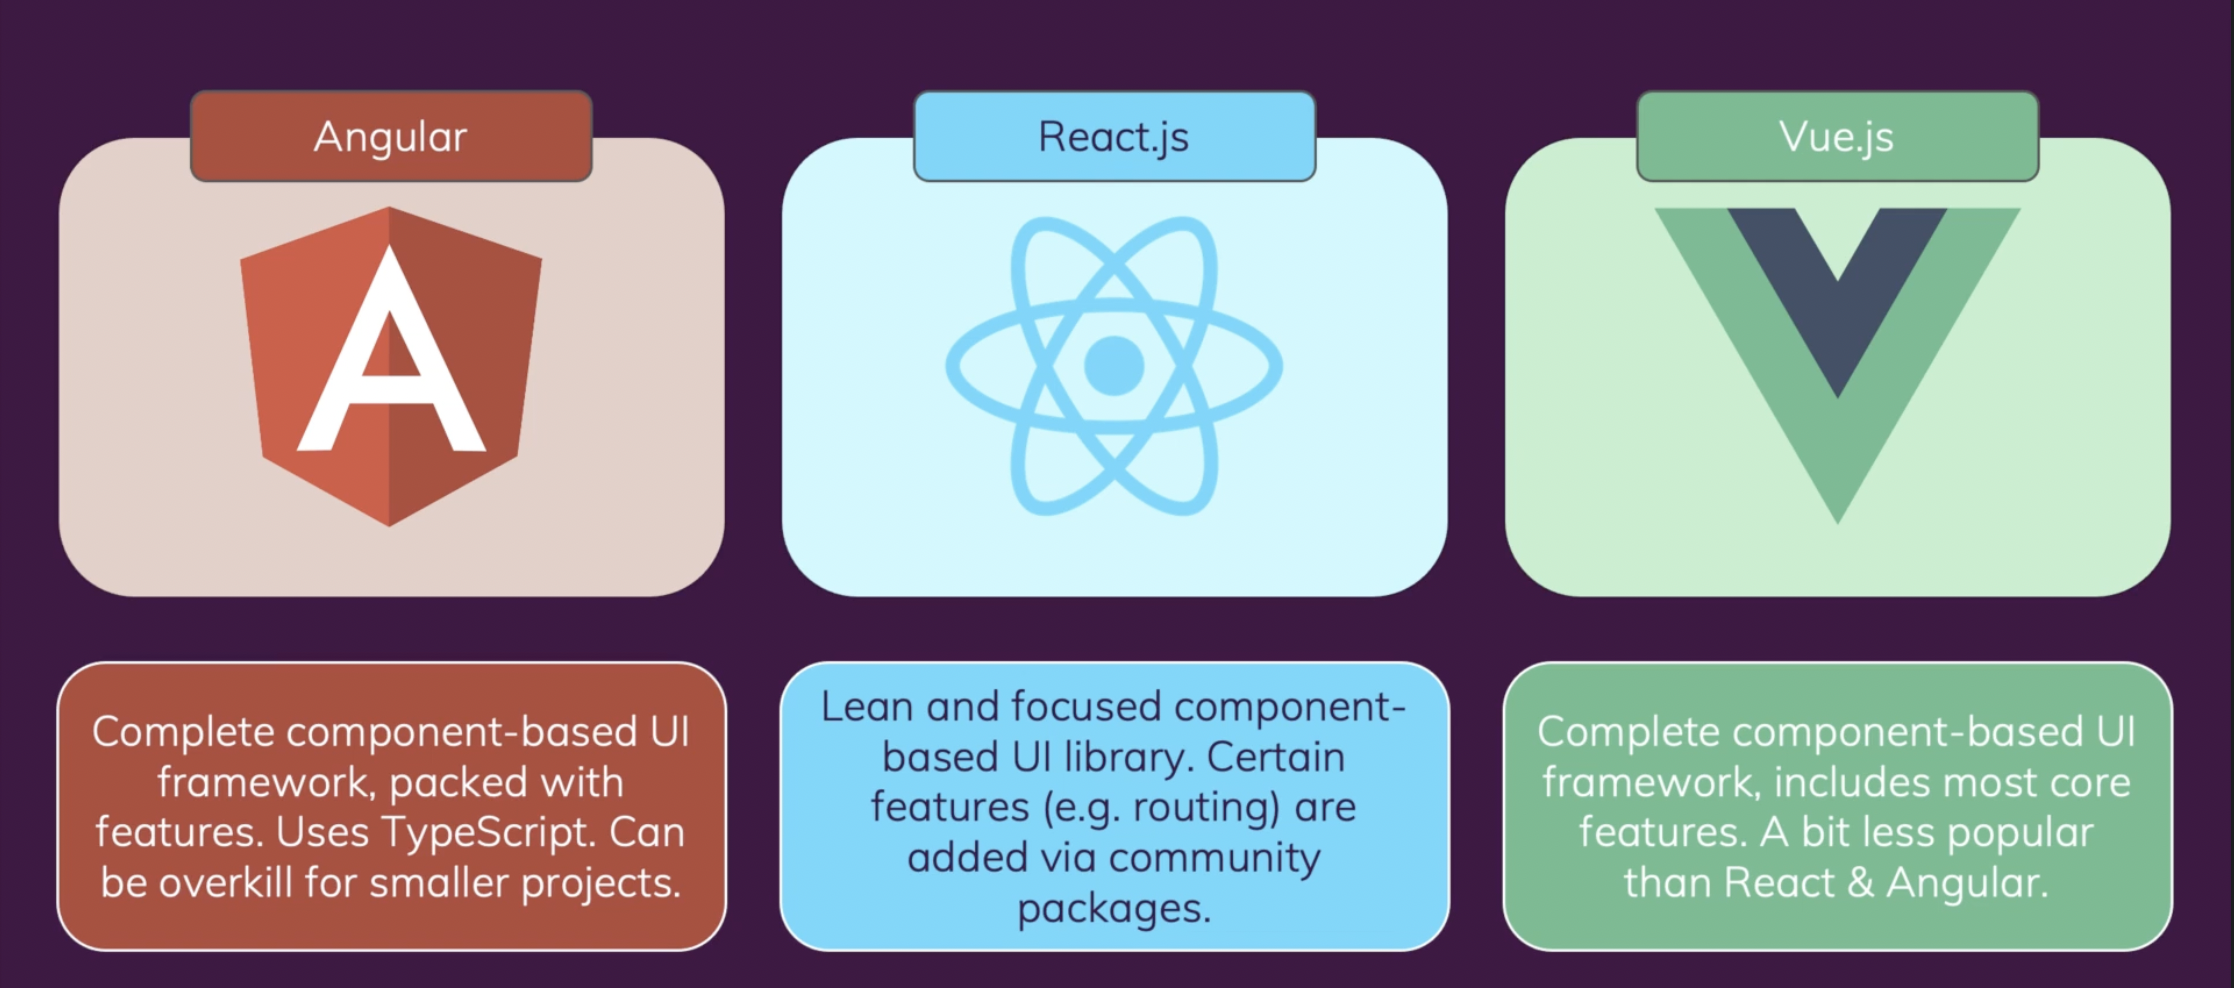 Angular
React.js
Vue.js
A
Complete component-based UI
framework, packed with
features. Uses TypeScript. Can
be overkill for smaller projects.
Lean and focused component-
based UI library. Certain
features (e.g. routing) are
added via community
packages.
Complete component-based UI
framework, includes most core
features. A bit less popular
than React & Angular.